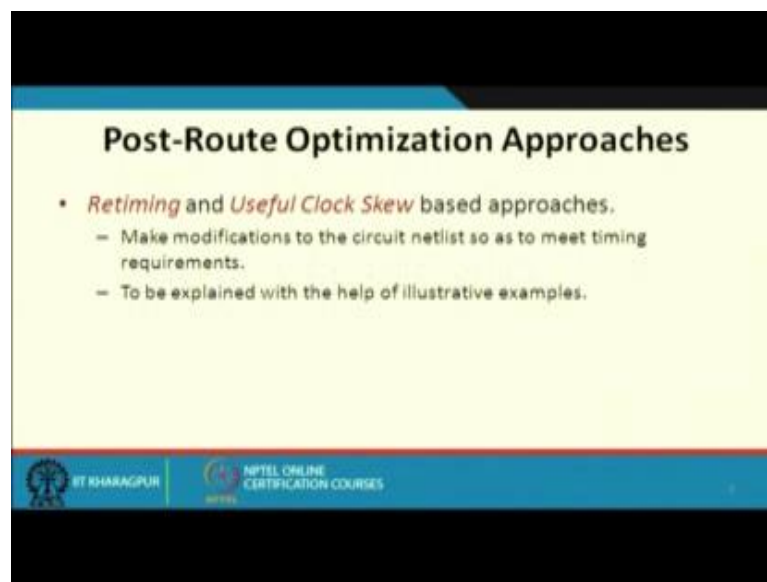 Post-Route Optimization Approaches
• Retiming and Useful Clock Skew based approaches.
– Make modifications to the circuit netlist so as to meet timing
requirements.
– To be explained with the help of illustrative examples.
IIT KHARAGPUR
NPTEL ONLINE
CERTIFICATION COURSES
NPTEL